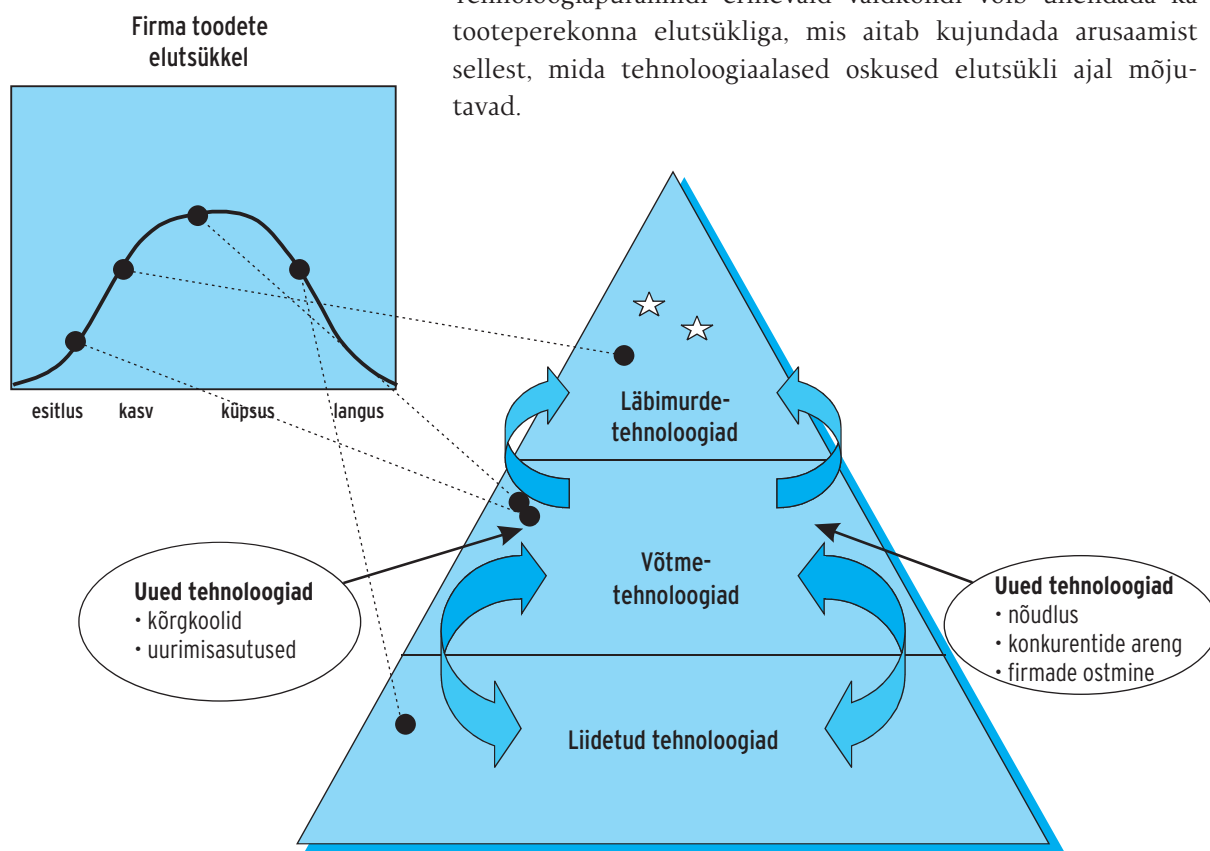 tooteperekonna elutsükliga, mis aitab kujundada arusaamist
sellest, mida tehnoloogiaalased oskused elutsükli ajal mõju-
tavad.
Firma toodete
elutsükkel
esitlus kasv küpsus langus
Läbimurde-
tehnoloogiad
Võtme-
tehnoloogiad
Liidetud tehnoloogiad
Uued tehnoloogiad
• kõrgkoolid
• uurimisasutused
Uued tehnoloogiad
• nõudlus
• konkurentide areng
• firmade ostmine